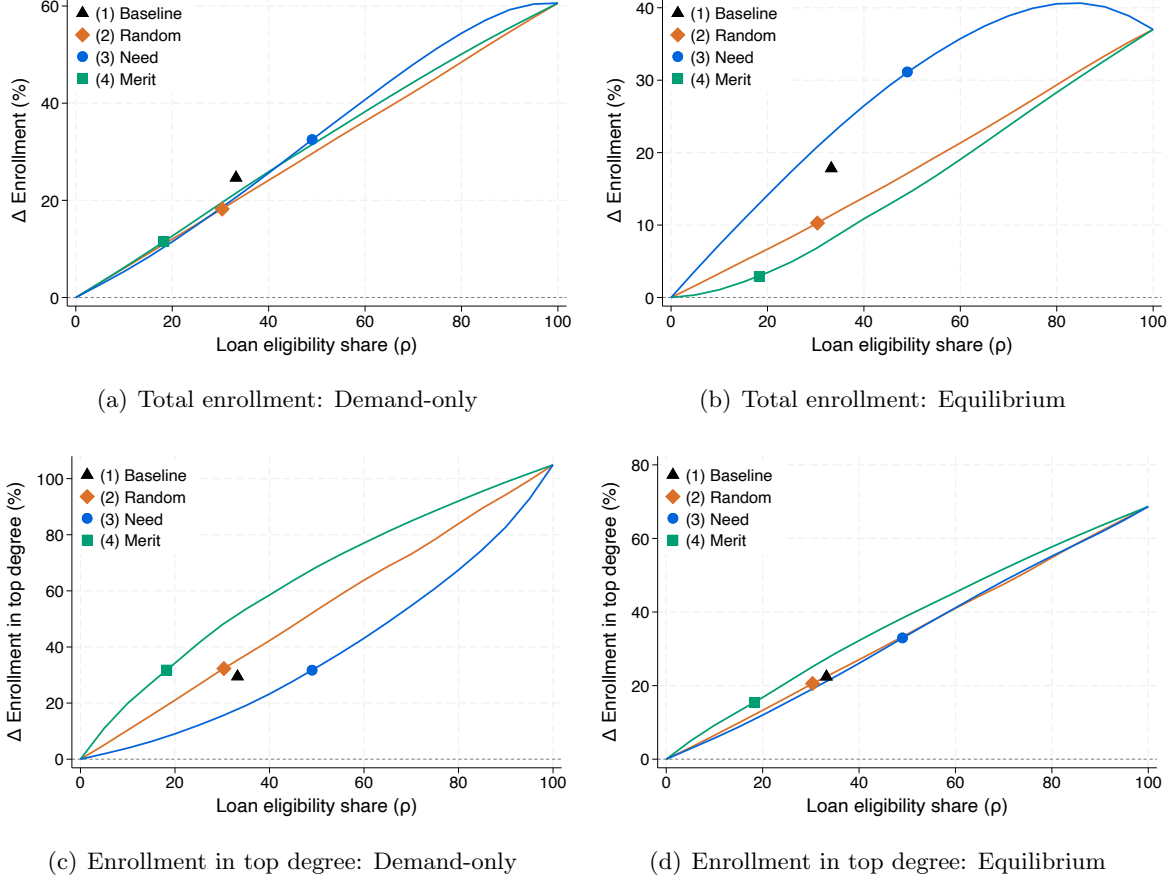 Δ Enrollment (%)
60
40
20
0
(1) Baseline
(2) Random
(3) Need
(4) Merit
0 20 40 60 80 100
Loan eligibility share (ρ)
(a) Total enrollment: Demand-only
Δ Enrollment (%)
40
30
20
10
0
(1) Baseline
(2) Random
(3) Need
(4) Merit
0 20 40 60 80 100
Loan eligibility share (ρ)
(b) Total enrollment: Equilibrium
Δ Enrollment in top degree (%)
100
80
60
40
20
0
(1) Baseline
(2) Random
(3) Need
(4) Merit
0 20 40 60 80 100
Loan eligibility share (ρ)
(c) Enrollment in top degree: Demand-only
Δ Enrollment in top degree (%)
80
60
40
20
0
(1) Baseline
(2) Random
(3) Need
(4) Merit
0 20 40 60 80 100
Loan eligibility share (ρ)
(d) Enrollment in top degree: Equilibrium